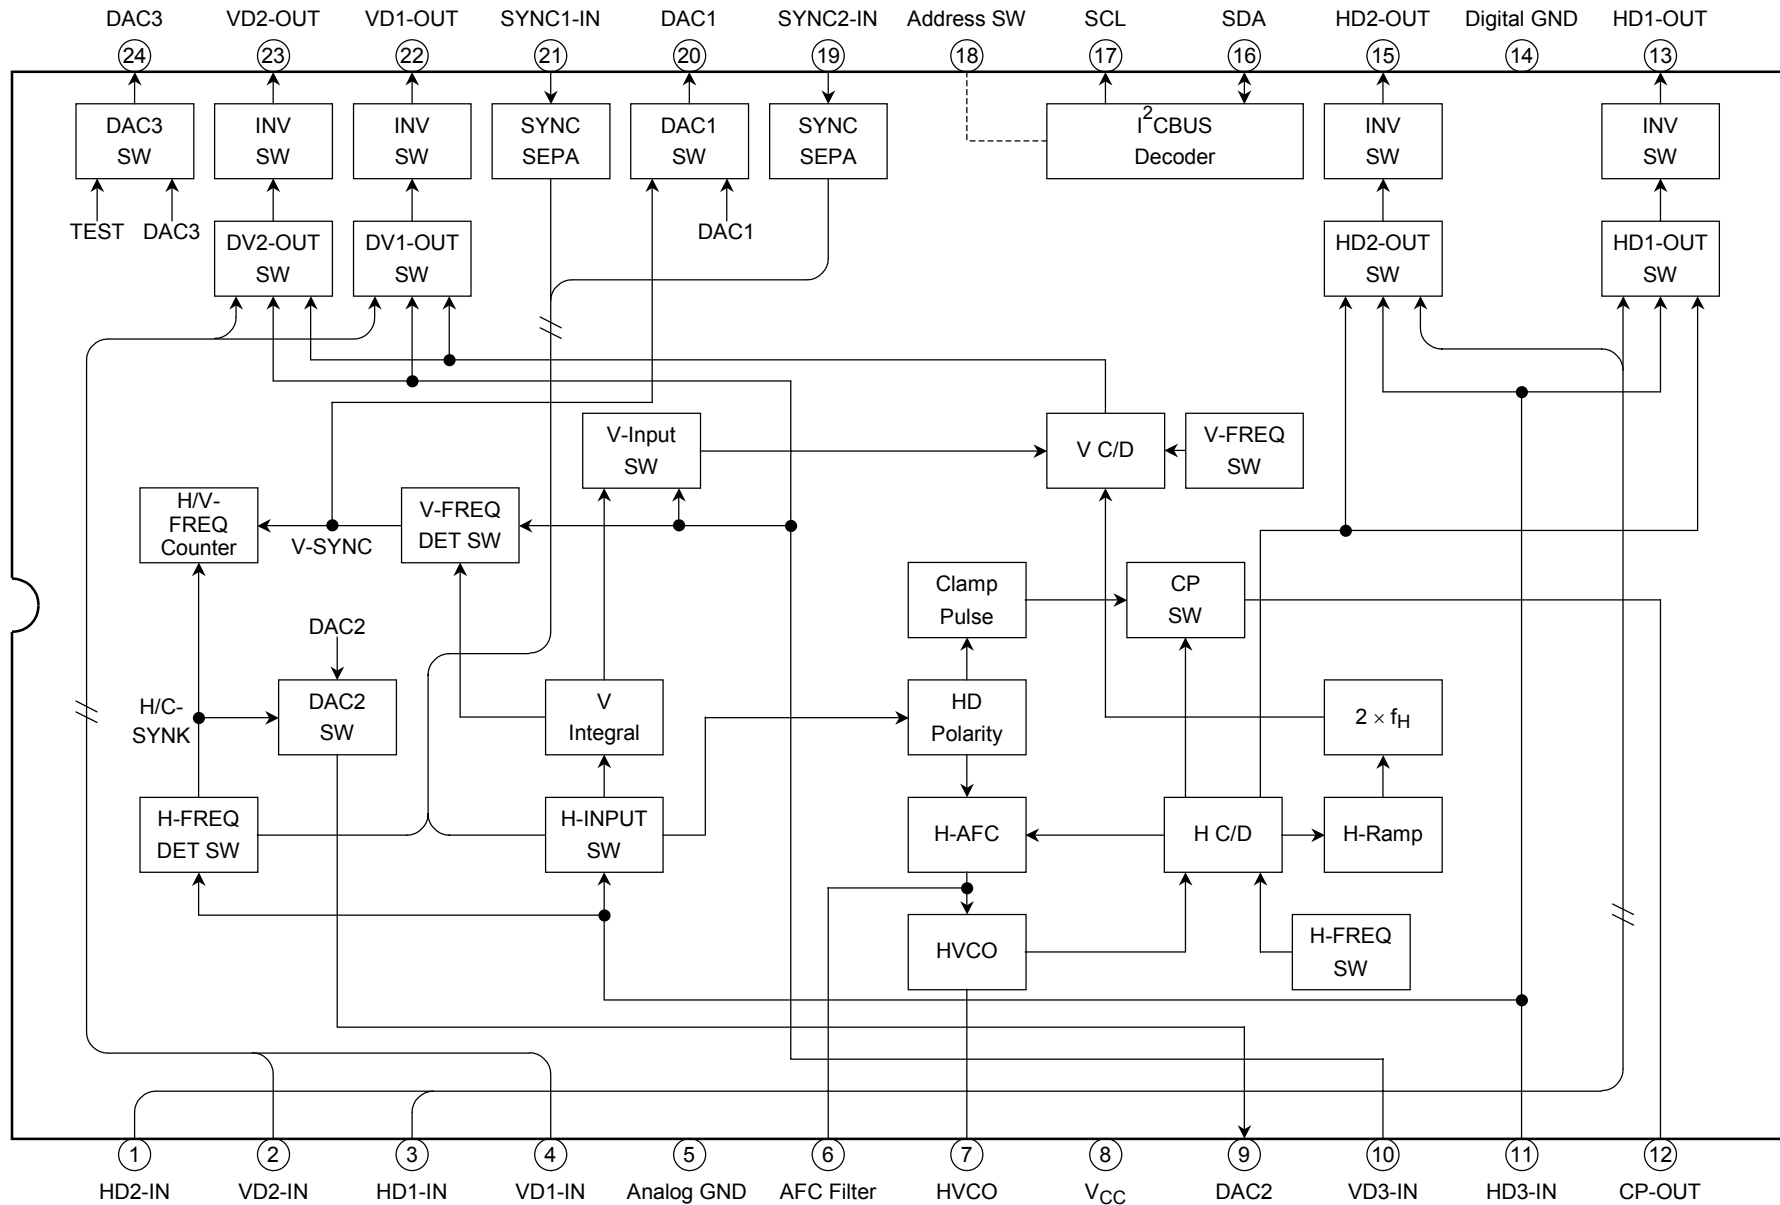 DAC3 VD2-OUT VD1-OUT SYNC1-IN DAC1 SYNC2-IN Address SW SCL SDA HD2-OUT Digital GND HD1-OUT
24 23 22 21 20 19 18 17 16 15 14 13
DAC3 SW
INV SW
INV SW
SYNC SEPA
DAC1 SW
SYNC SEPA
I²CBUS Decoder
INV SW
INV SW
TEST DAC3
DV2-OUT SW
DV1-OUT SW
DAC1
HD2-OUT SW
HD1-OUT SW
V-Input SW
V C/D
V-FREQ SW
H/V-FREQ Counter
V-SYNC
V-FREQ DET SW
Clamp Pulse
CP SW
DAC2
H/C-SYNK
DAC2 SW
V Integral
HD Polarity
2 × fH
H-FREQ DET SW
H-INPUT SW
H-AFC
H C/D
H-Ramp
HVCO
H-FREQ SW
1 2 3 4 5 6 7 8 9 10 11 12
HD2-IN VD2-IN HD1-IN VD1-IN Analog GND AFC Filter HVCO VCC DAC2 VD3-IN HD3-IN CP-OUT